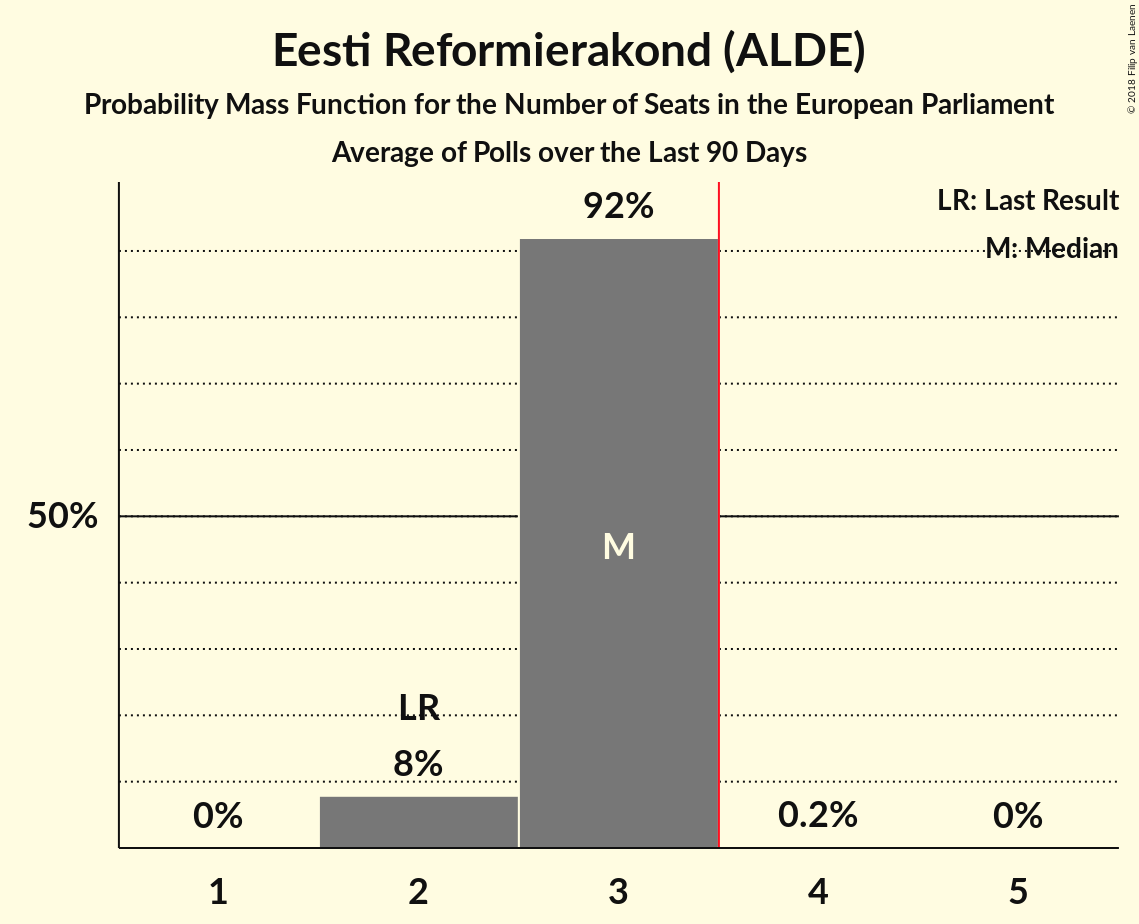 Eesti Reformierakond (ALDE)
Probability Mass Function for the Number of Seats in the European Parliament
Average of Polls over the Last 90 Days
© 2018 Filip van Laenen
LR: Last Result
M: Median
92%
50%
M
LR
8%
0%
0.2%
0%
1 2 3 4 5